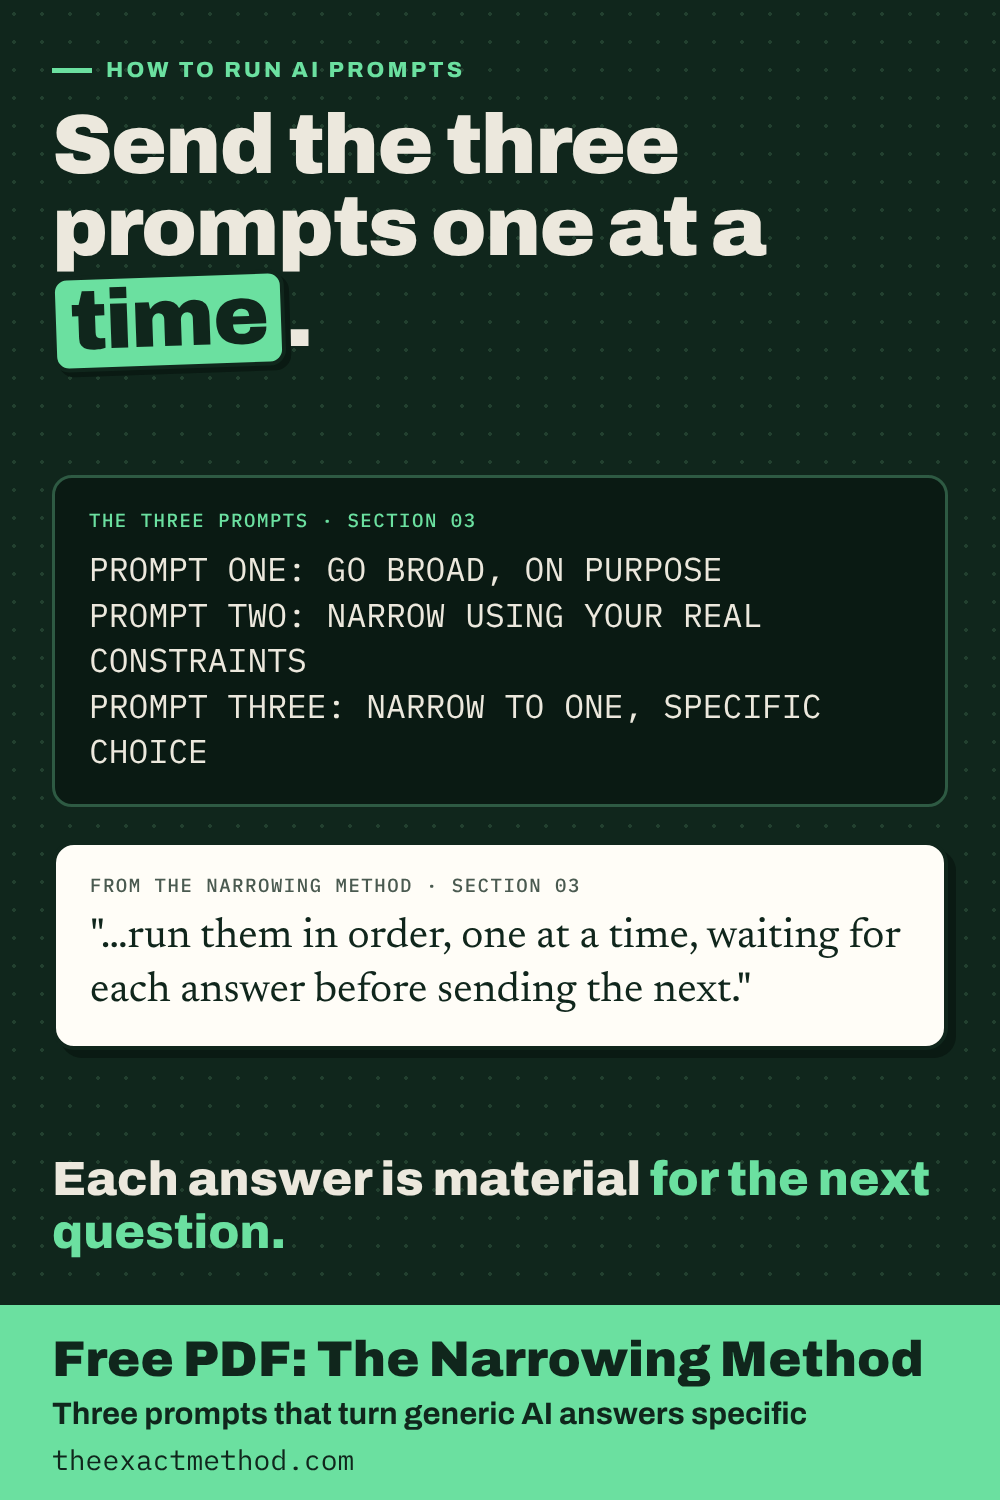 HOW TO RUN AI PROMPTS
Send the three
prompts one at a
time.
THE THREE PROMPTS · SECTION 03
PROMPT ONE: GO BROAD, ON PURPOSE
PROMPT TWO: NARROW USING YOUR REAL
CONSTRAINTS
PROMPT THREE: NARROW TO ONE, SPECIFIC
CHOICE
FROM THE NARROWING METHOD · SECTION 03
"…run them in order, one at a time, waiting for
each answer before sending the next."
Each answer is material for the next
question.
Free PDF: The Narrowing Method
Three prompts that turn generic AI answers specific
theexactmethod.com